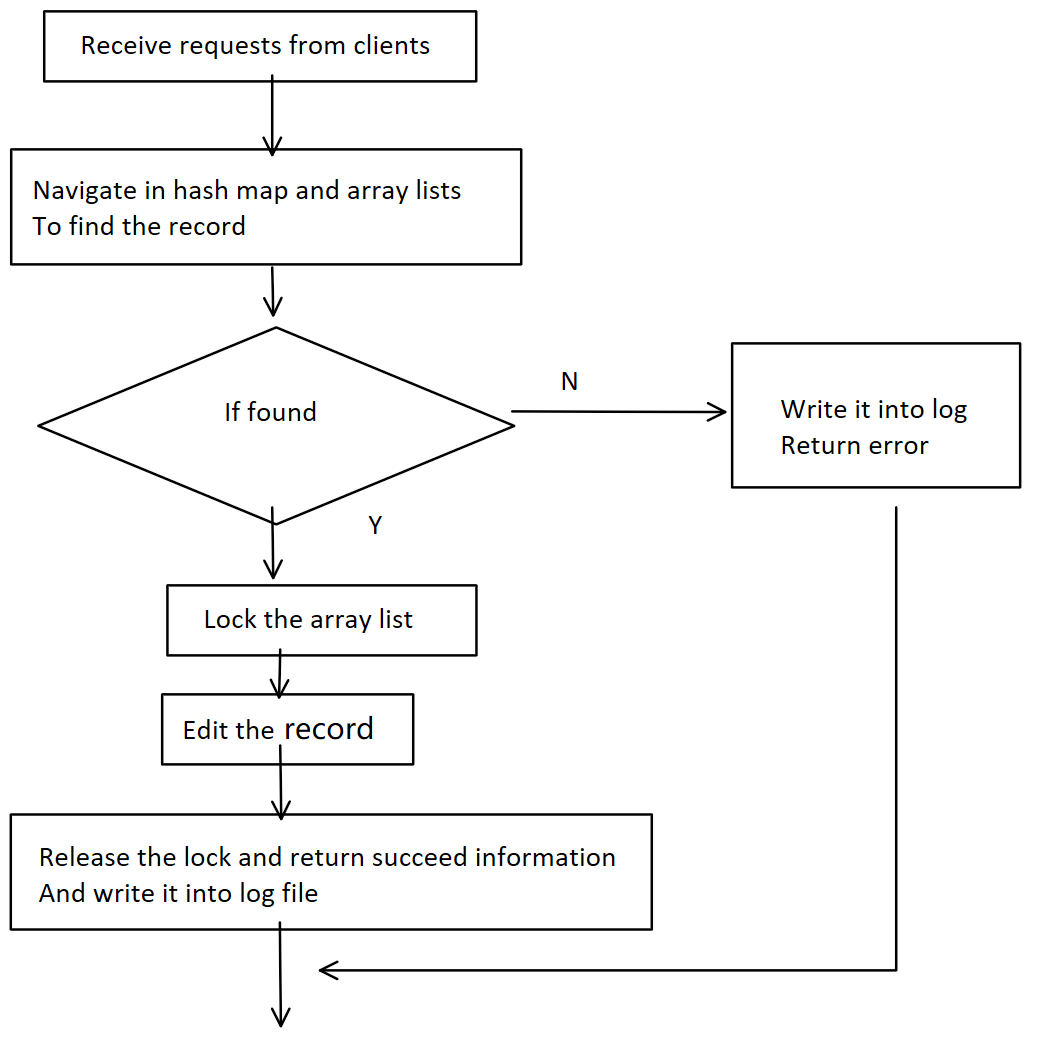 Receive requests from clients
Navigate in hash map and array lists
To find the record
If found
N
Write it into log
Return error
Y
Lock the array list
Edit the record
Release the lock and return succeed information
And write it into log file